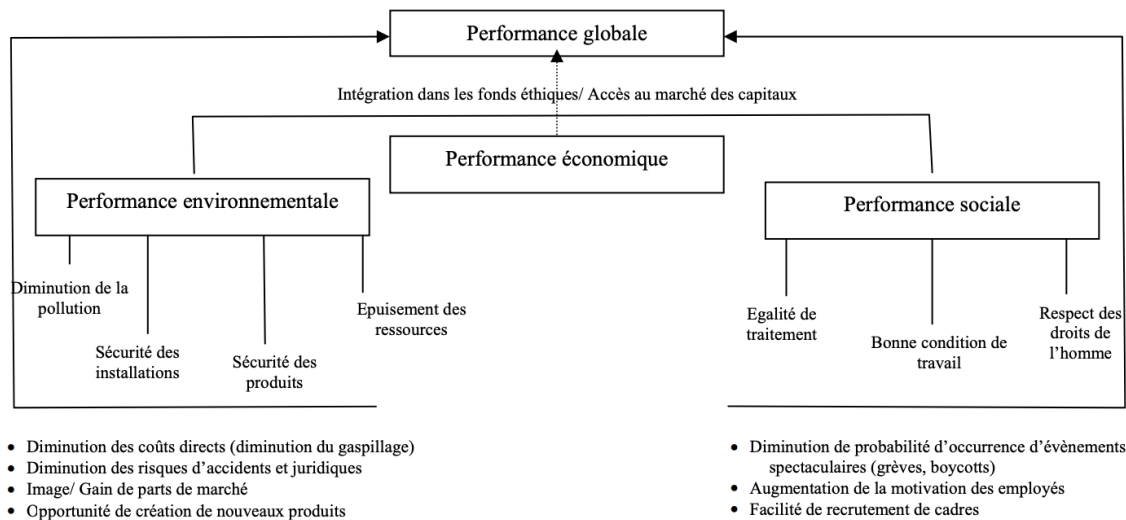 Performance globale
Intégration dans les fonds éthiques/ Accès au marché des capitaux
Performance économique
Performance environnementale
Performance sociale
Diminution de la
pollution
Sécurité des
installations
Sécurité des
produits
Epuisement des
ressources
Egalité de
traitement
Bonne condition de
travail
Respect des
droits de
l’homme
• Diminution des coûts directs (diminution du gaspillage)
• Diminution des risques d’accidents et juridiques
• Image/ Gain de parts de marché
• Opportunité de création de nouveaux produits
• Diminution de probabilité d’occurrence d’évènements
spectaculaires (grèves, boycotts)
• Augmentation de la motivation des employés
• Facilité de recrutement de cadres